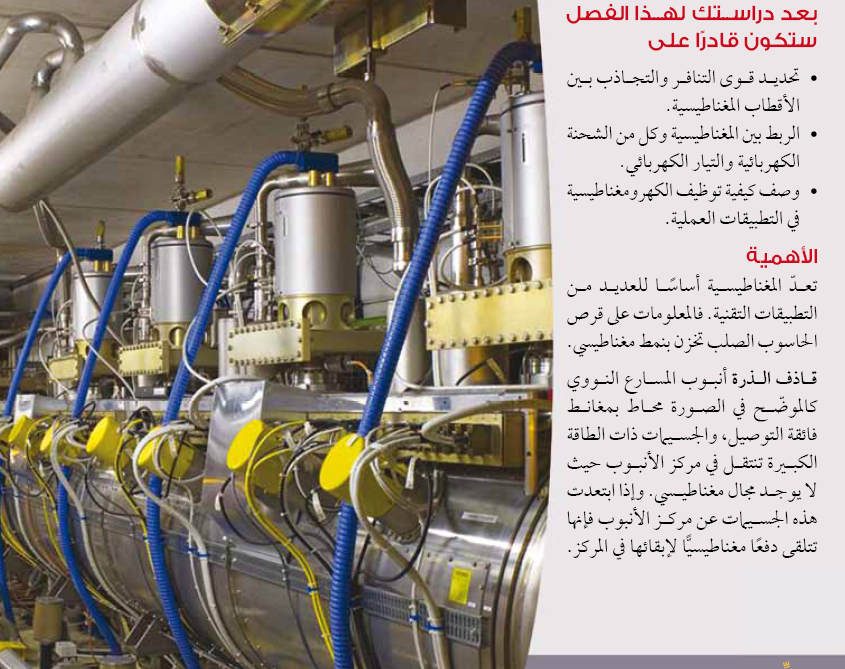 بعد دراستك لهذا الفصل
ستكون قادرًا على
• تحديد قوى التنافر والتجاذب بين
الأقطاب المغناطيسية.
• الربط بين المغناطيسية وكل من الشحنة
الكهربائية والتيار الكهربائي.
• وصف كيفية توظيف الكهرومغناطيسية
في التطبيقات العملية.
الأهمية
تعدّ المغناطيسية أساسًا للعديد من
التطبيقات التقنية. فالمعلومات على قرص
الحاسوب الصلب تخزن بنمط مغناطيسي.
قاذف الذرة أنبوب المسارع النووي
كالموضّح في الصورة محاط بمغانط
فائقة التوصيل، والجسيمات ذات الطاقة
الكبيرة تنتقل في مركز الأنبوب حيث
لا يوجد مجال مغناطيسي. وإذا ابتعدت
هذه الجسيمات عن مركز الأنبوب فإنها
تتلقى دفعًا مغناطيسيًّا لإبقائها في المركز.